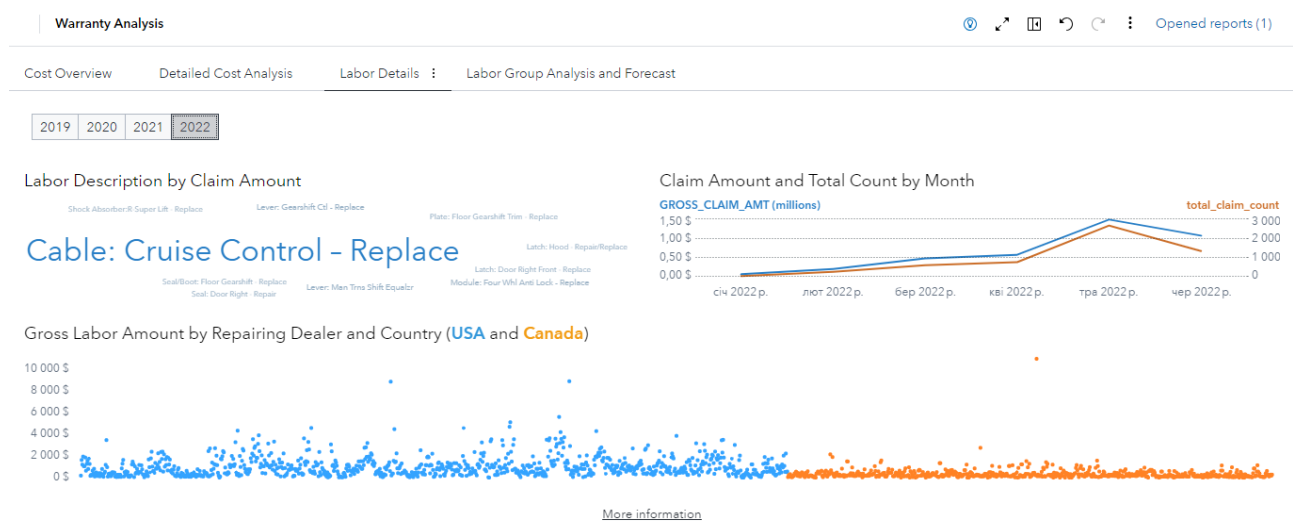 Warranty Analysis
Opened reports (1)
Cost Overview
Detailed Cost Analysis
Labor Details
Labor Group Analysis and Forecast
2019 2020 2021 2022
Labor Description by Claim Amount
Shock Absorber:R Super Lift - Replace
Lever: Gearshift Ctl - Replace
Plate: Floor Gearshift Trim - Replace
Cable: Cruise Control - Replace
Latch: Hood - Repair/Replace
Latch: Door Right Front - Replace
Seal/Boot: Floor Gearshift - Replace
Lever: Man Trns Shift Equalzr
Module: Four Whl Anti Lock - Replace
Seal: Door Right - Repair
Claim Amount and Total Count by Month
GROSS_CLAIM_AMT (millions)
total_claim_count
1,50 $
1,00 $
0,50 $
0,00 $
3 000
2 000
1 000
0
січ 2022 р.
лют 2022 р.
бер 2022 р.
кві 2022 р.
тра 2022 р.
чер 2022 р.
Gross Labor Amount by Repairing Dealer and Country (USA and Canada)
10 000 $
8 000 $
6 000 $
4 000 $
2 000 $
0 $
More information